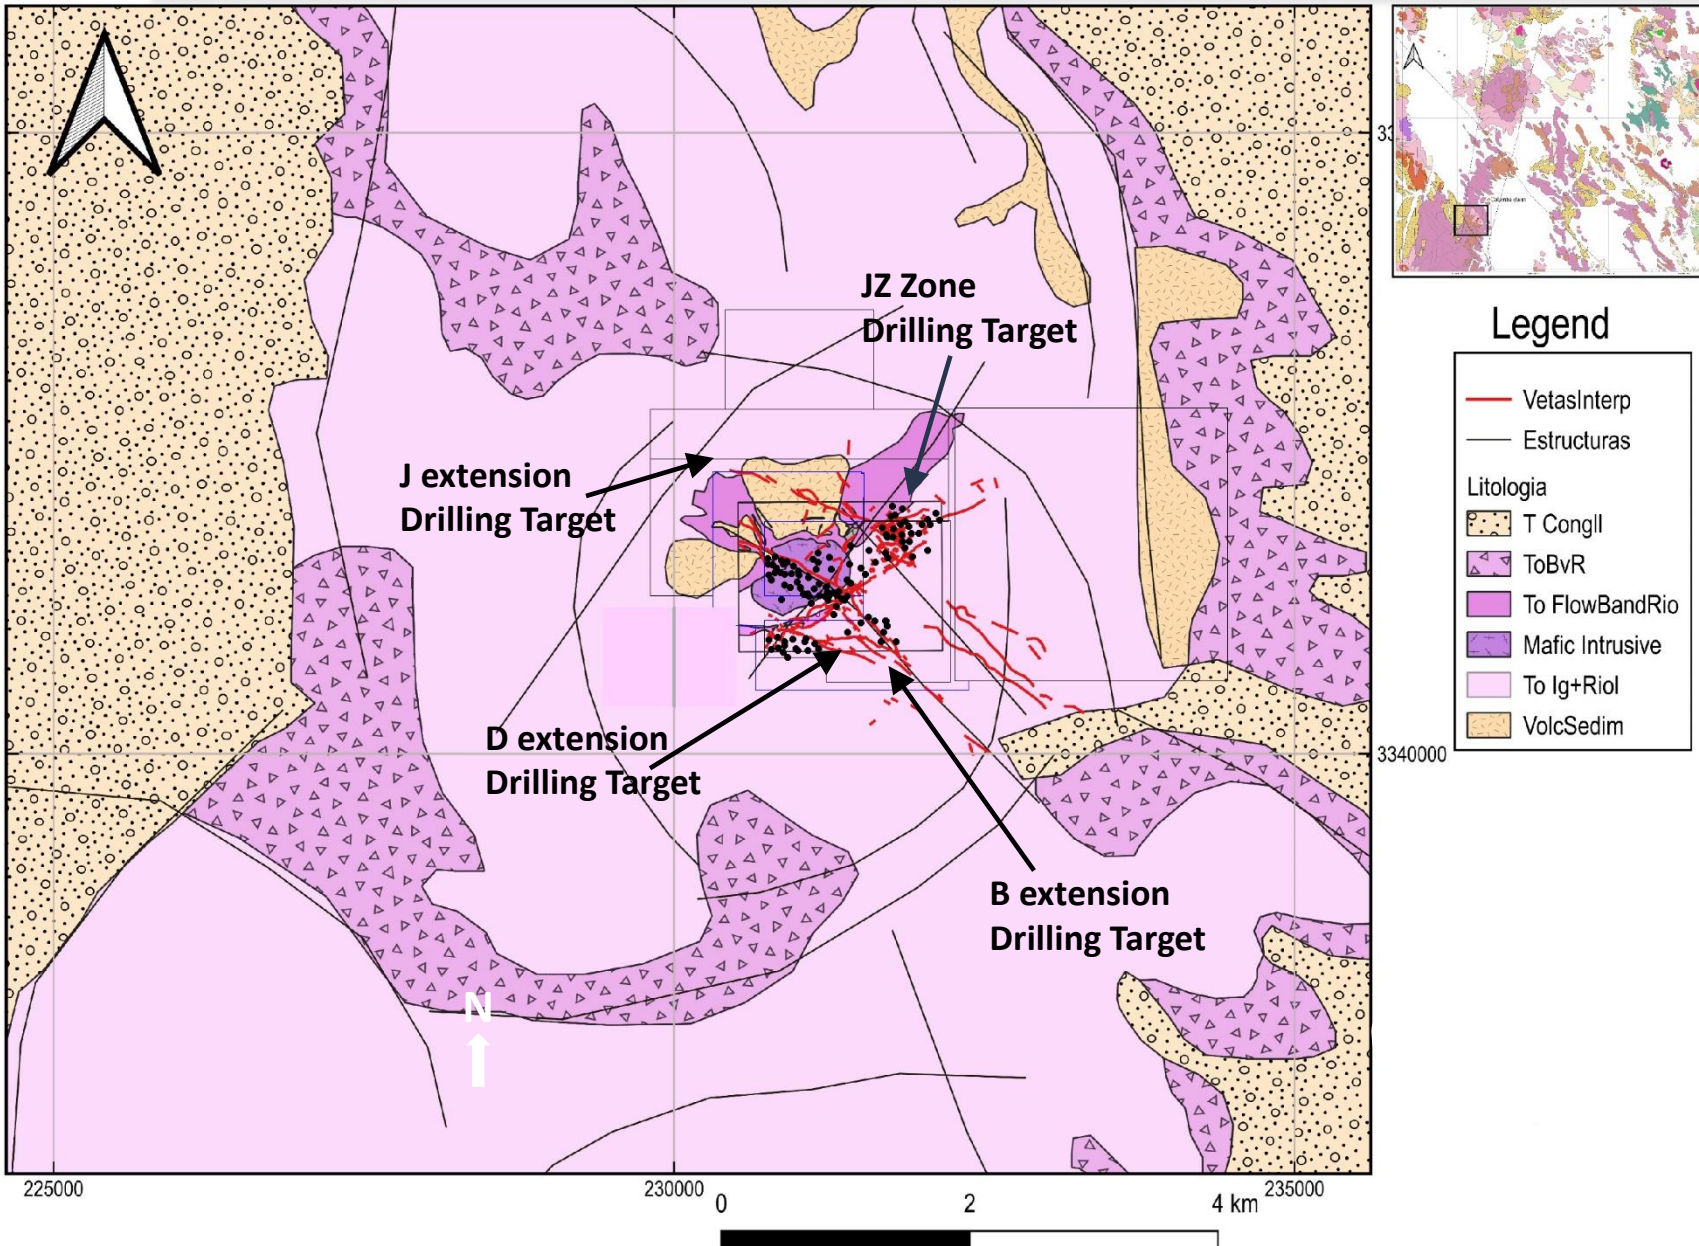 JZ Zone
Drilling Target
J extension
Drilling Target
D extension
Drilling Target
B extension
Drilling Target
N
225000
230000
235000
3340000
0
2
4 km
Legend
VetasInterp
Estructuras
Litologia
T Congll
ToBvR
To FlowBandRio
Mafic Intrusive
To Ig+Riol
VolcSedim